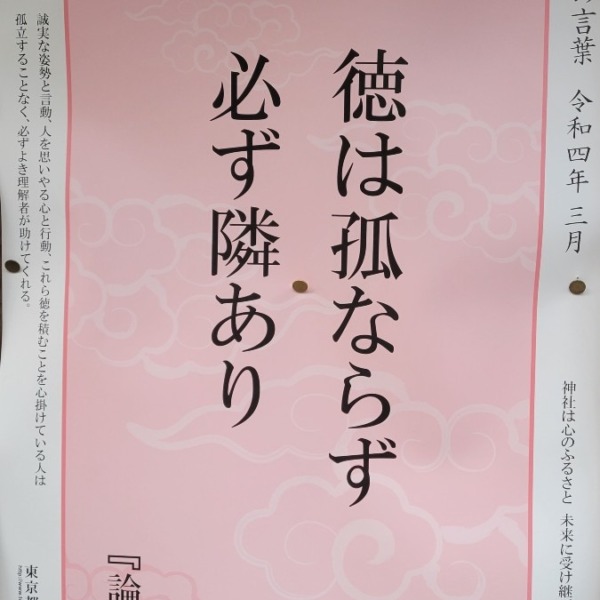 言葉 令和四年 三月
神社は心のふるさと 未来に受け継
徳は孤ならず
必ず隣あり
『論
誠実な姿勢と言動、人を思いやる心と行動、これら徳を積むことを心掛けている人は
孤立することなく、必ずよき理解者が助けてくれる。
東京都